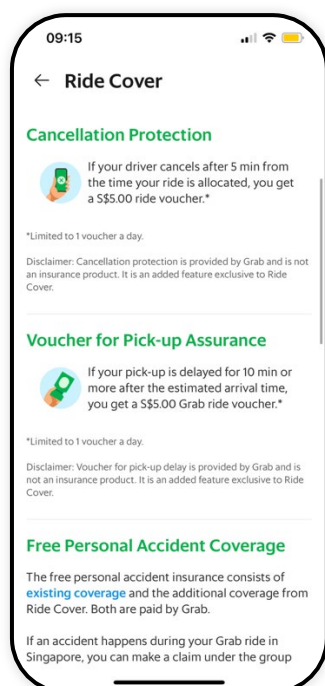 09:15
← Ride Cover
Cancellation Protection
If your driver cancels after 5 min from
the time your ride is allocated, you get
a S$5.00 ride voucher.*
*Limited to 1 voucher a day.
Disclaimer: Cancellation protection is provided by Grab and is not
an insurance product. It is an added feature exclusive to Ride
Cover.
Voucher for Pick-up Assurance
If your pick-up is delayed for 10 min or
more after the estimated arrival time,
you get a S$5.00 Grab ride voucher.*
*Limited to 1 voucher a day.
Disclaimer: Voucher for pick-up delay is provided by Grab and is
not an insurance product. It is an added feature exclusive to Ride
Cover.
Free Personal Accident Coverage
The free personal accident insurance consists of
existing coverage and the additional coverage from
Ride Cover. Both are paid by Grab.
If an accident happens during your Grab ride in
Singapore, you can make a claim under the group